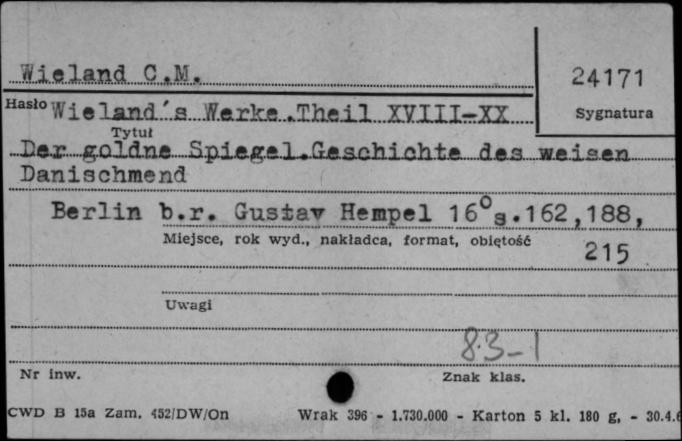 Wieland C.M.
24171
Hasło Wieland's Werke.Theil XVIII-XX
Sygnatura
Tytuł
Der goldne Spiegel.Geschichte des weisen
Danischmend
Berlin b.r. Gustav Hempel 16° s.162,188,
Miejsce, rok wyd., nakładca, format, objętość
215
Uwagi
83-1
Nr inw.
Znak klas.
CWD B 15a Zam. 452/DW/On Wrak 396 - 1.730.000 - Karton 5 kl. 180 g, - 30.4.6